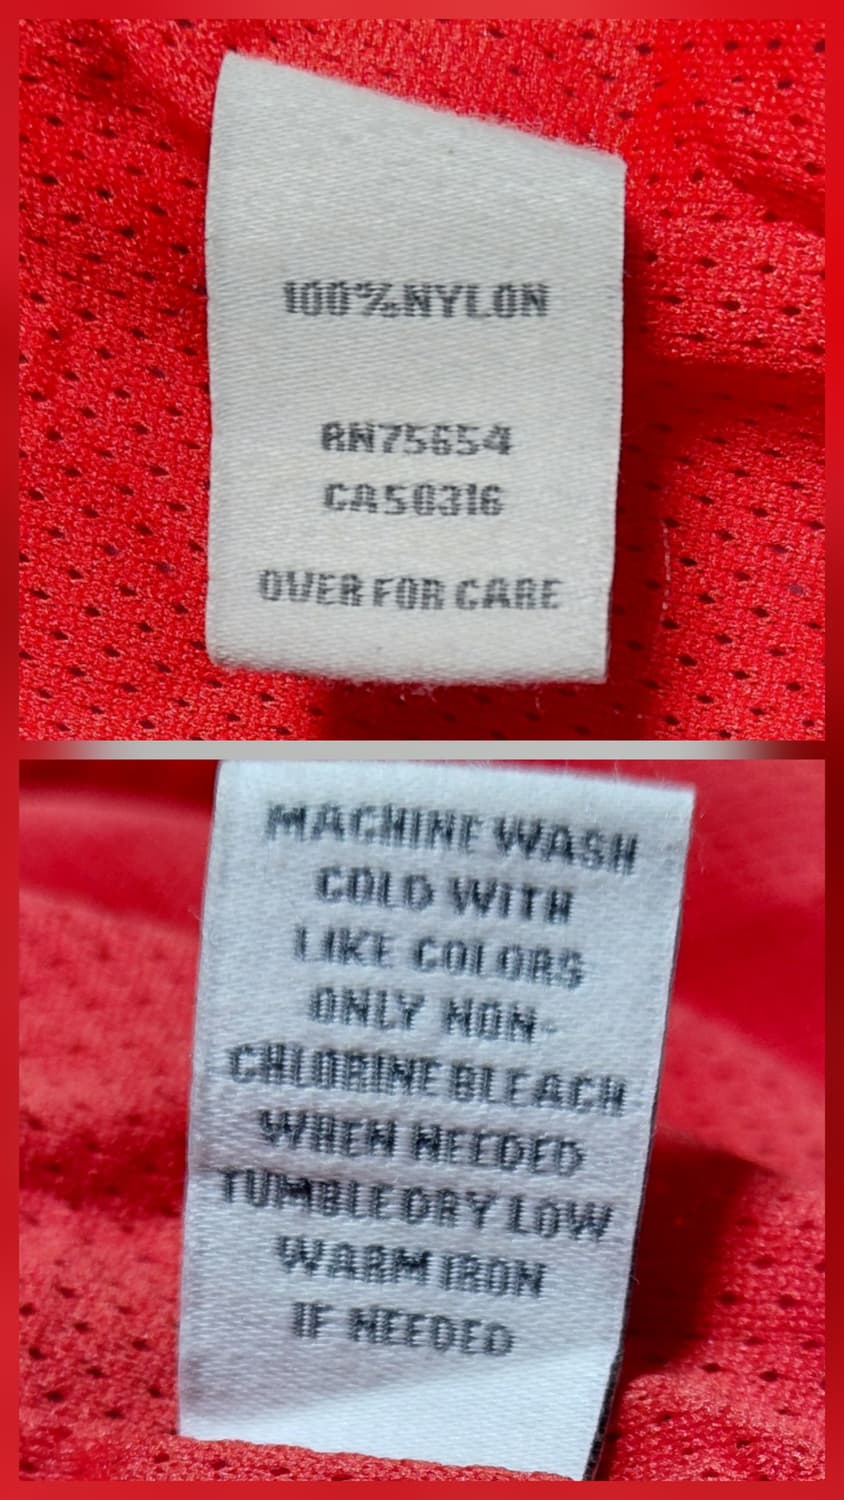 100% NYLON
RN75654
CA50316
OVER FOR CARE
MACHINE WASH
COLD WITH
LIKE COLORS
ONLY NON-
CHLORINE BLEACH
WHEN NEEDED
TUMBLE DRY LOW
WARM IRON
IF NEEDED